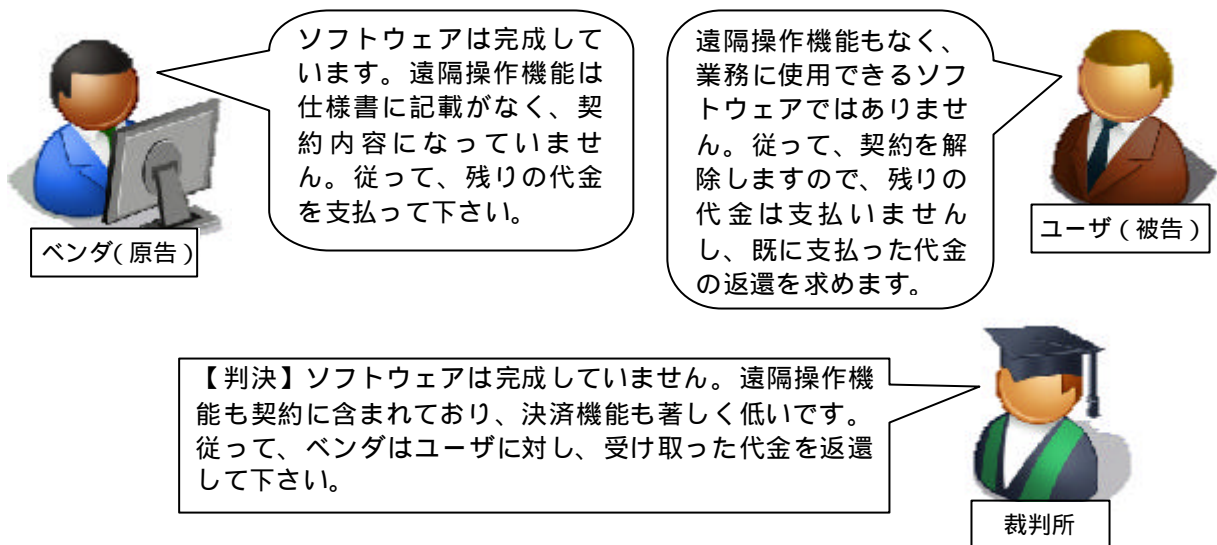 ソフトウェアは完成して
います。遠隔操作機能は
仕様書に記載がなく、契
約内容になっていませ
ん。従って、残りの代金
を支払って下さい。
ベンダ(原告)
遠隔操作機能もなく、
業務に使用できるソフ
トウェアではありませ
ん。従って、契約を解
除しますので、残りの
代金は支払いません
し、既に支払った代金
の返還を求めます。
ユーザ(被告)
【判決】ソフトウェアは完成していません。遠隔操作機
能も契約に含まれており、決済機能も著しく低いです。
従って、ベンダはユーザに対し、受け取った代金を返還
して下さい。
裁判所